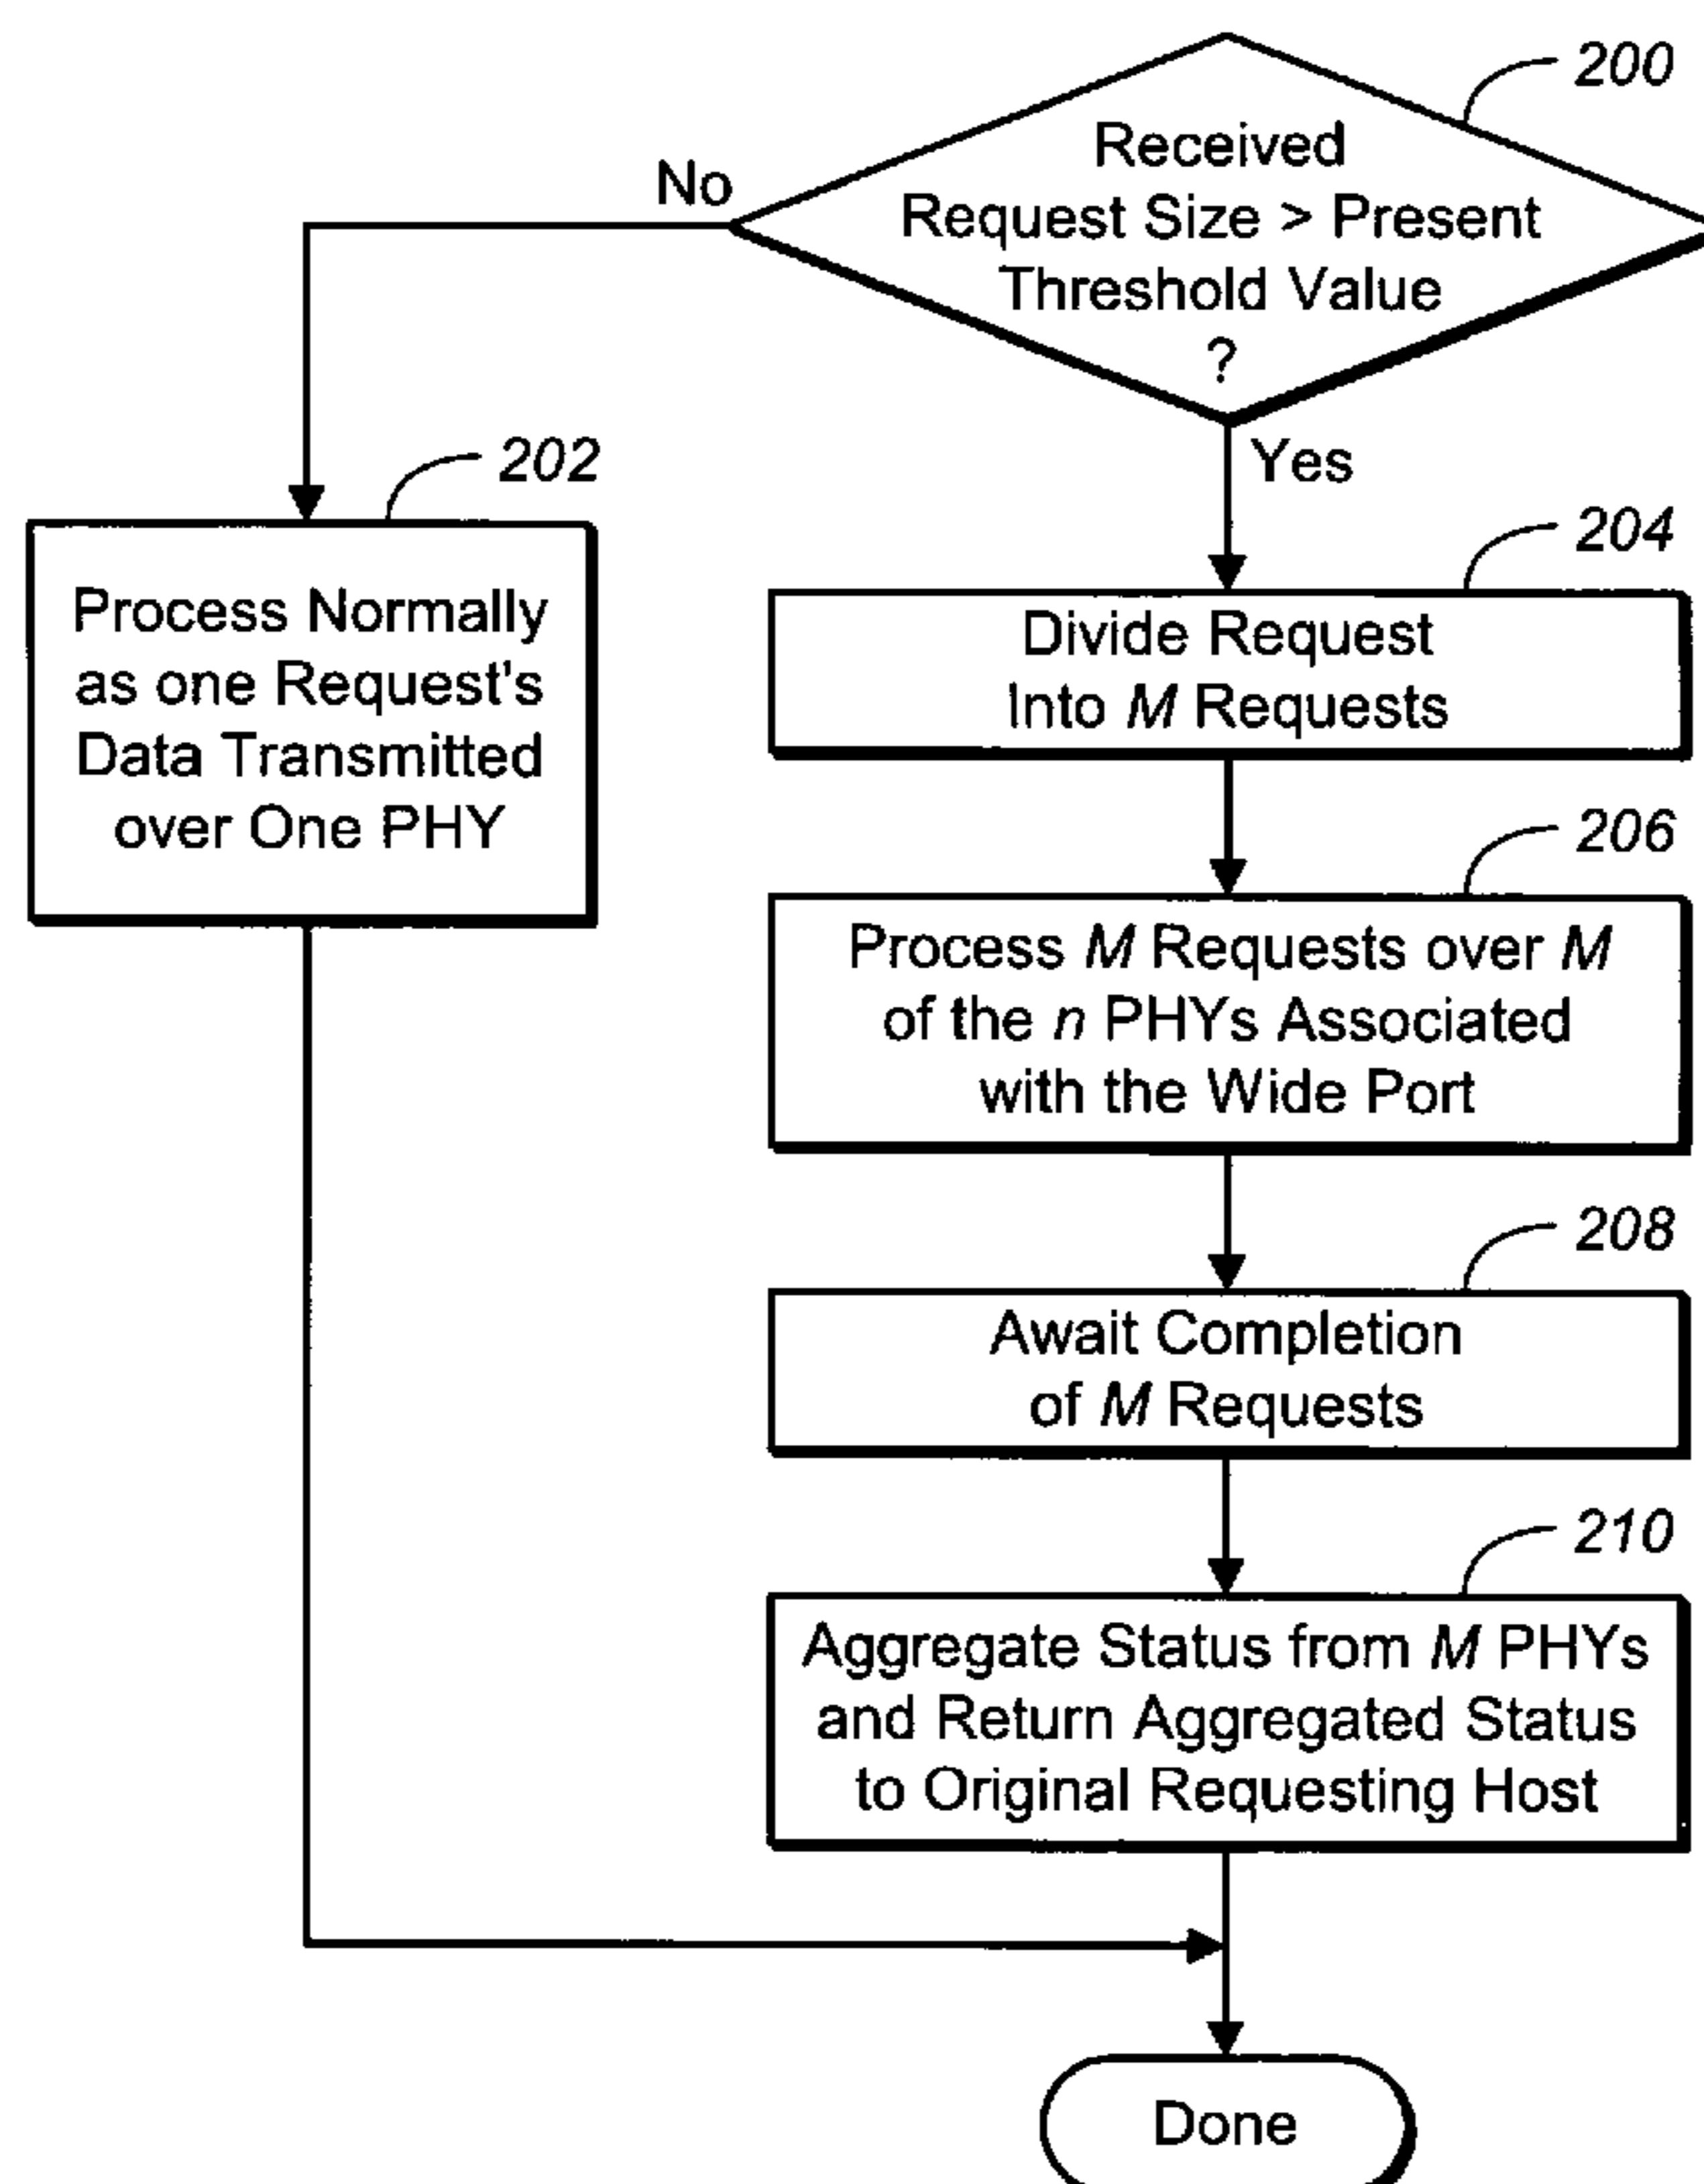 200
Received
Request Size > Present
Threshold Value
?
No
Yes
202
Process Normally
as one Request's
Data Transmitted
over One PHY
204
Divide Request
Into M Requests
206
Process M Requests over M
of the n PHYs Associated
with the Wide Port
208
Await Completion
of M Requests
210
Aggregate Status from M PHYs
and Return Aggregated Status
to Original Requesting Host
Done